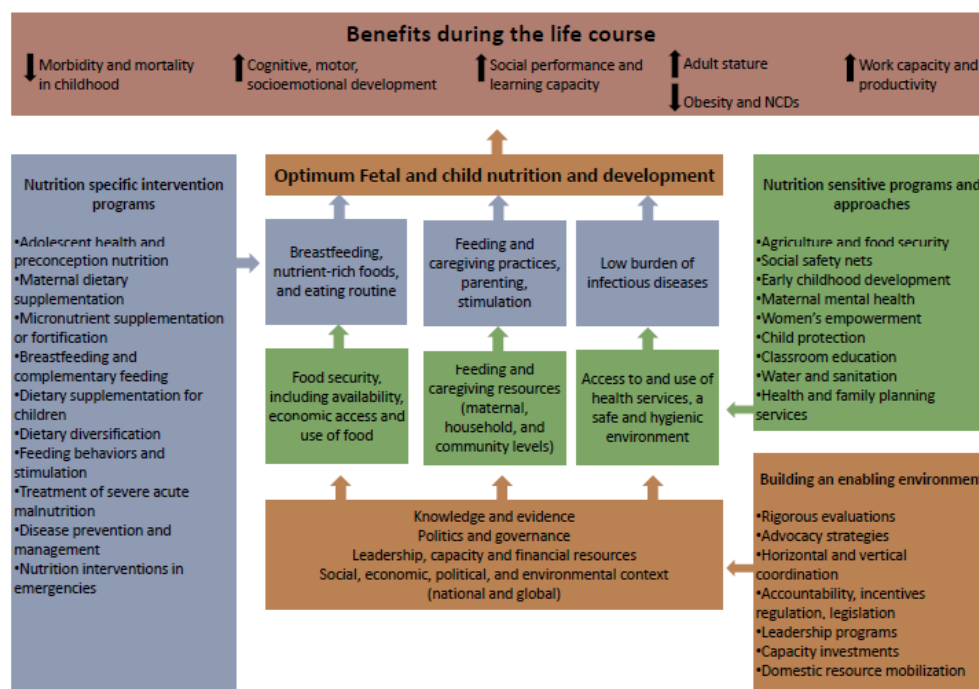 Benefits during the life course
Morbidity and mortality
in childhood
Cognitive, motor,
socioemotional development
Social performance and
learning capacity
Adult stature
Obesity and NCDs
Work capacity and
productivity
Nutrition specific intervention
programs
•Adolescent health and
preconception nutrition
•Maternal dietary
supplementation
•Micronutrient supplementation
or fortification
•Breastfeeding and
complementary feeding
•Dietary supplementation for
children
•Dietary diversification
•Feeding behaviors and
stimulation
•Treatment of severe acute
malnutrition
•Disease prevention and
management
•Nutrition interventions in
emergencies
Optimum Fetal and child nutrition and development
Breastfeeding,
nutrient-rich foods,
and eating routine
Feeding and
caregiving practices,
parenting,
stimulation
Low burden of
infectious diseases
Food security,
including availability,
economic access and
use of food
Feeding and
caregiving resources
(maternal,
household, and
community levels)
Access to and use of
health services, a
safe and hygienic
environment
Knowledge and evidence
Politics and governance
Leadership, capacity and financial resources
Social, economic, political, and environmental context
(national and global)
Nutrition sensitive programs and
approaches
•Agriculture and food security
•Social safety nets
•Early childhood development
•Maternal mental health
•Women's empowerment
•Child protection
•Classroom education
•Water and sanitation
•Health and family planning
services
Building an enabling environment
•Rigorous evaluations
•Advocacy strategies
•Horizontal and vertical
coordination
•Accountability, incentives
regulation, legislation
•Leadership programs
•Capacity investments
•Domestic resource mobilization